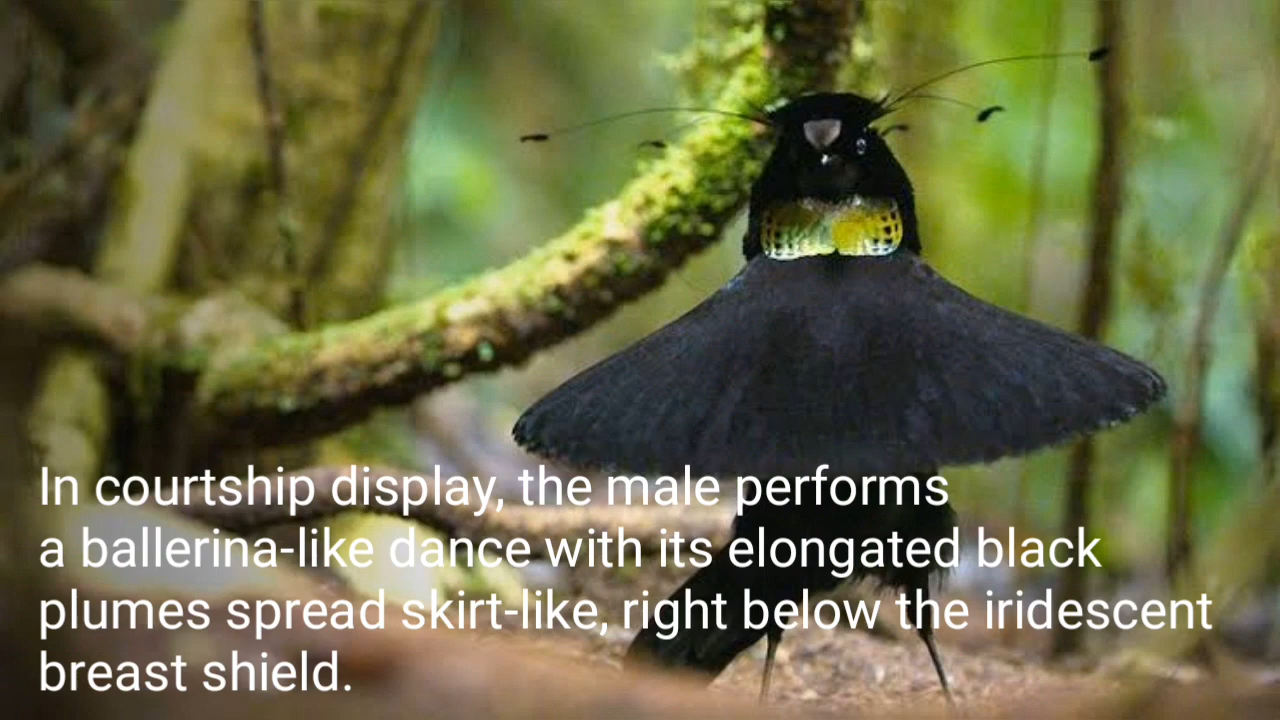 In courtship display, the male performs
a ballerina-like dance with its elongated black
plumes spread skirt-like, right below the iridescent
breast shield.